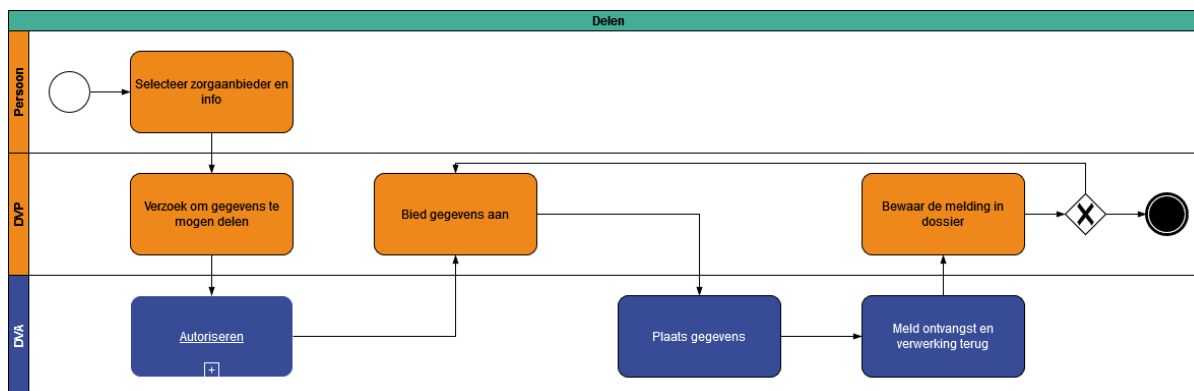 Delen
Persoon
Selecteer zorgaanbieder en
info
DVP
Verzoek om gegevens te
mogen delen
Bied gegevens aan
Bewaar de melding in
dossier
DVA
Autoriseren
Plaats gegevens
Meld ontvangst en
verwerking terug